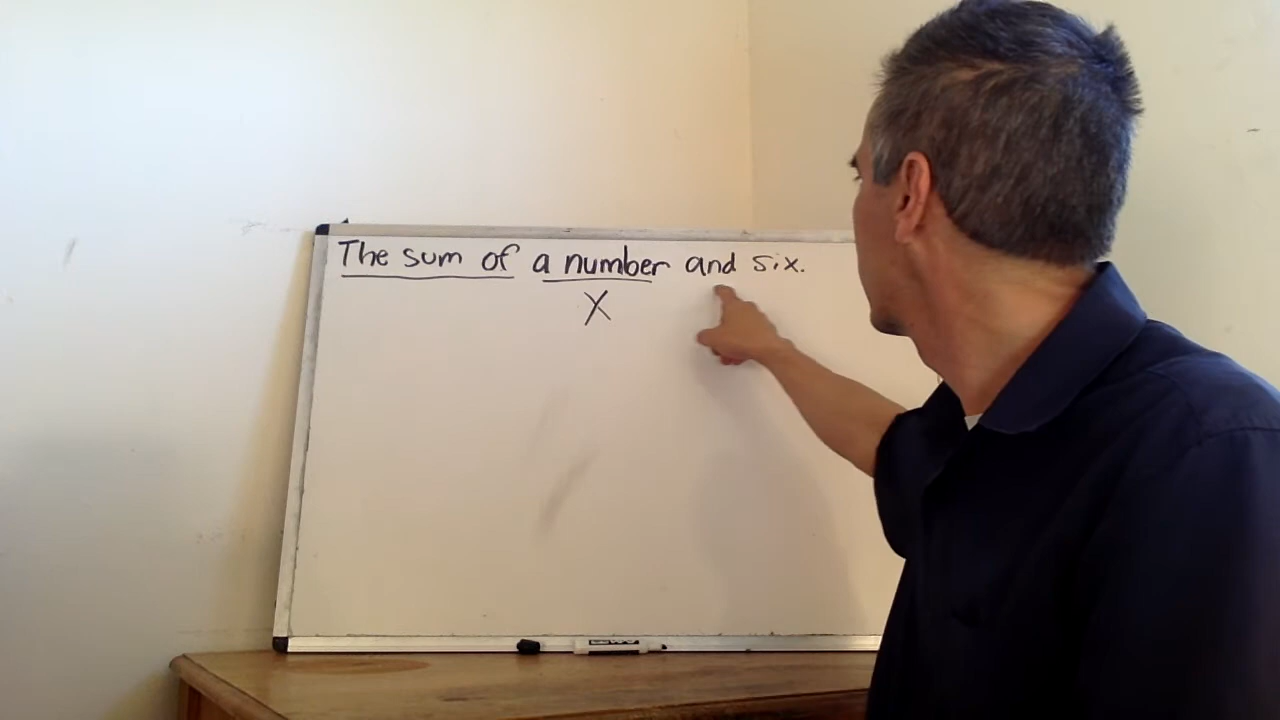 The sum of a number and six.
X